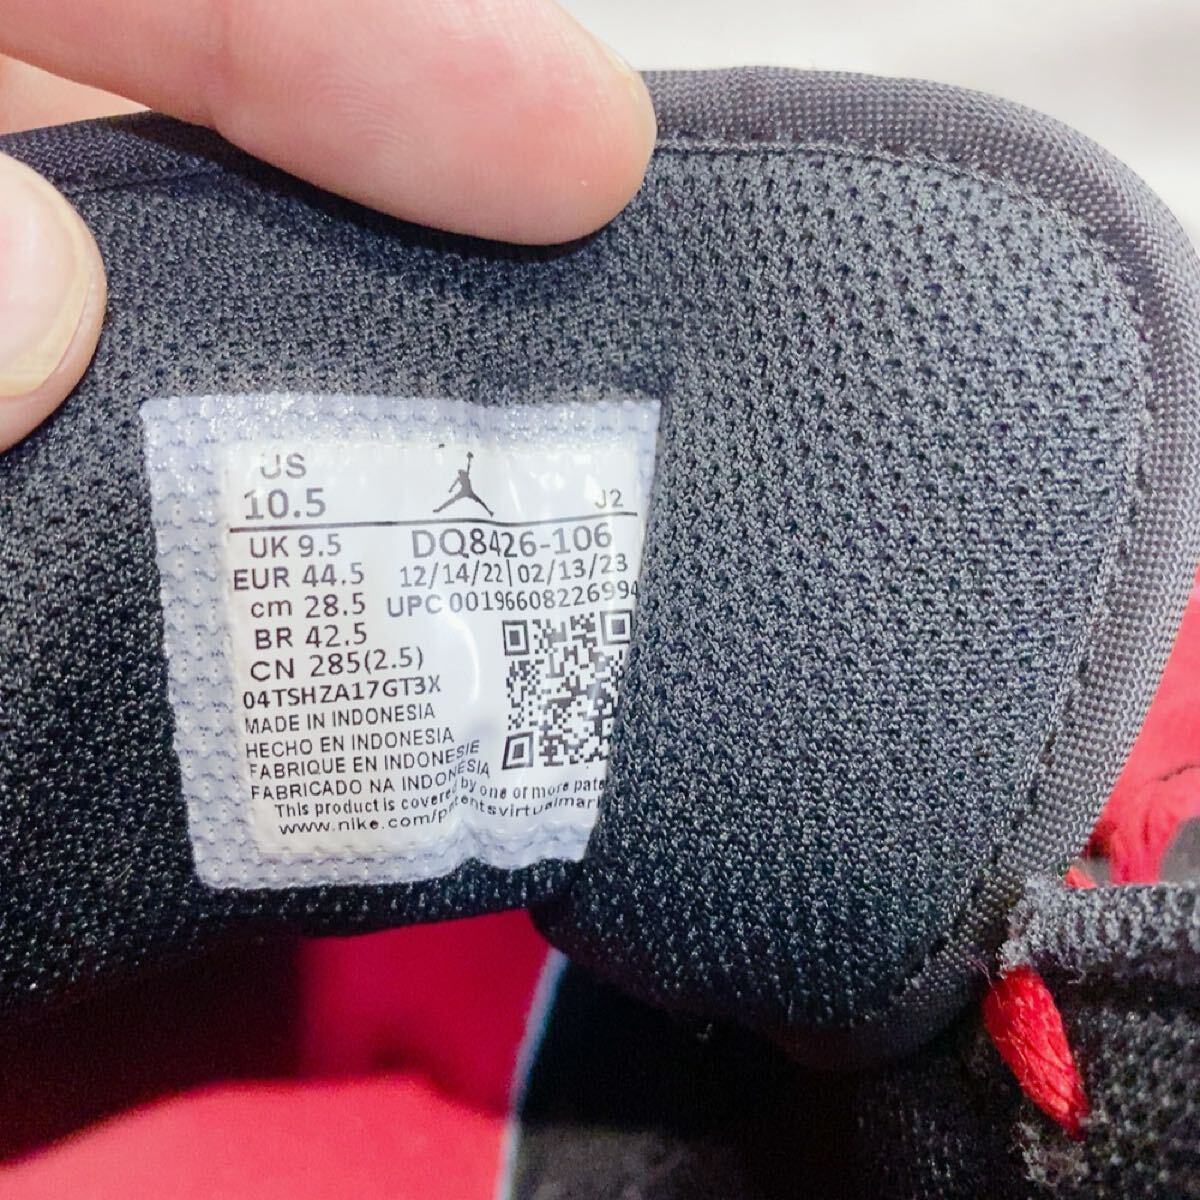 US
10.5
J2
UK 9.5
DQ8426-106
EUR 44.5
12/14/22|02/13/23
cm 28.5
UPC 00196608226994
BR 42.5
CN 285(2.5)
04TSHZA17GT3X
MADE IN INDONESIA
HECHO EN INDONESIA
FABRIQUE EN INDONESIE
FABRICADO NA INDONESIA
This product is covered by one or more pate
www.nike.com/patentsvirtualmar